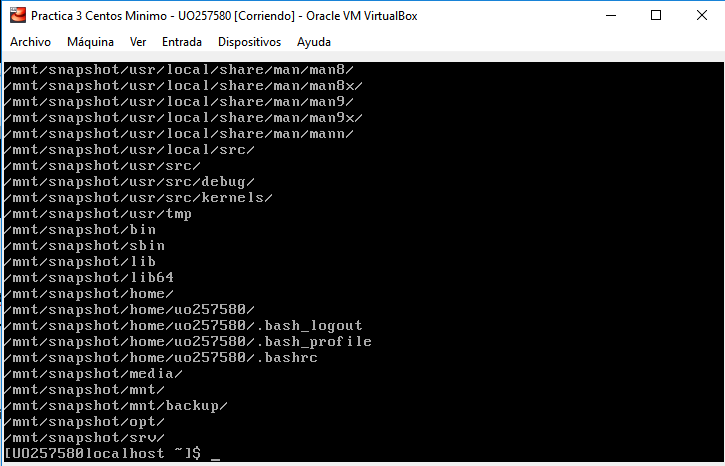 Practica 3 Centos Minimo - UO257580 [Corriendo] - Oracle VM VirtualBox
Archivo Máquina Ver Entrada Dispositivos Ayuda
/mnt/snapshot/usr/local/share/man/man8/
/mnt/snapshot/usr/local/share/man/man8x/
/mnt/snapshot/usr/local/share/man/man9/
/mnt/snapshot/usr/local/share/man/man9x/
/mnt/snapshot/usr/local/share/man/mann/
/mnt/snapshot/usr/local/src/
/mnt/snapshot/usr/src/
/mnt/snapshot/usr/src/debug/
/mnt/snapshot/usr/src/kernels/
/mnt/snapshot/usr/tmp
/mnt/snapshot/bin
/mnt/snapshot/sbin
/mnt/snapshot/lib
/mnt/snapshot/lib64
/mnt/snapshot/home/
/mnt/snapshot/home/uo257580/
/mnt/snapshot/home/uo257580/.bash_logout
/mnt/snapshot/home/uo257580/.bash_profile
/mnt/snapshot/home/uo257580/.bashrc
/mnt/snapshot/media/
/mnt/snapshot/mnt/
/mnt/snapshot/mnt/backup/
/mnt/snapshot/opt/
/mnt/snapshot/srv/
[UO257580localhost ~]$ _